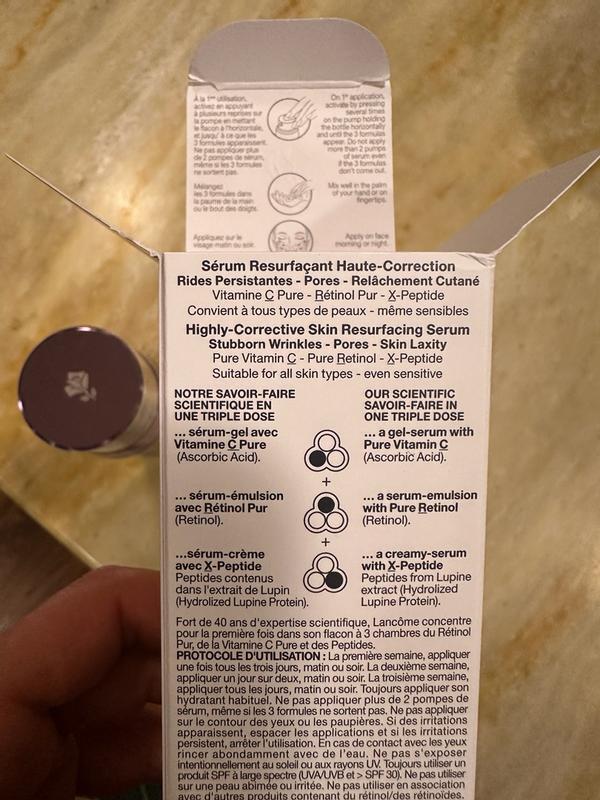 À la 1ère utilisation,
activez en appuyant
à plusieurs reprises sur
la pompe en mettant
le flacon à l'horizontale,
et jusqu' à ce que les
3 formules apparaissent.
Ne pas appliquer plus
de 2 pompes de sérum,
même si les 3 formules
ne sortent pas.
On 1st application,
activate by pressing
several times
on the pump holding
the bottle horizontally
and until the 3 formulas
appear. Do not apply
more than 2 pumps
of serum even
if the 3 formulas
don't come out.
Mélangez
les 3 formules dans
la paume de la main
ou le bout des doigts.
Mix well in the palm
of your hand or on
fingertips.
Appliquez sur le
visage matin ou soir.
Apply on face
morning or night.
Sérum Resurfaçant Haute-Correction
Rides Persistantes - Pores - Relâchement Cutané
Vitamine C Pure - Rétinol Pur - X-Peptide
Convient à tous types de peaux - même sensibles
Highly-Corrective Skin Resurfacing Serum
Stubborn Wrinkles - Pores - Skin Laxity
Pure Vitamin C - Pure Retinol - X-Peptide
Suitable for all skin types - even sensitive
NOTRE SAVOIR-FAIRE
SCIENTIFIQUE EN
UNE TRIPLE DOSE
OUR SCIENTIFIC
SAVOIR-FAIRE IN
ONE TRIPLE DOSE
... sérum-gel avec
Vitamine C Pure
(Ascorbic Acid).
... a gel-serum with
Pure Vitamin C
(Ascorbic Acid).
+
... sérum-émulsion
avec Rétinol Pur
(Retinol).
... a serum-emulsion
with Pure Retinol
(Retinol).
+
...sérum-crème
avec X-Peptide
Peptides contenus
dans l'extrait de Lupin
(Hydrolized Lupine Protein).
... a creamy-serum
with X-Peptide
Peptides from Lupine
extract (Hydrolized
Lupine Protein).
Fort de 40 ans d'expertise scientifique, Lancôme concentre
pour la première fois dans son flacon à 3 chambres du Rétinol
Pur, de la Vitamine C Pure et des Peptides.
PROTOCOLE D'UTILISATION : La première semaine, appliquer
une fois tous les trois jours, matin ou soir. La deuxième semaine,
appliquer un jour sur deux, matin ou soir. La troisième semaine,
appliquer tous les jours, matin ou soir. Toujours appliquer son
hydratant habituel. Ne pas appliquer plus de 2 pompes de
sérum, même si les 3 formules ne sortent pas. Ne pas appliquer
sur le contour des yeux ou les paupières. Si des irritations
apparaissent, espacer les applications et si les irritations
persistent, arrêter l'utilisation. En cas de contact avec les yeux
rincer abondamment avec de l'eau. Ne pas s'exposer
intentionnellement au soleil ou aux rayons UV. Toujours utiliser un
produit SPF à large spectre (UVA/UVB et > SPF 30). Ne pas utiliser
sur une peau abîmée ou irritée. Ne pas utiliser en association
avec d'autres produits contenant du rétinol/des rétinoïdes.